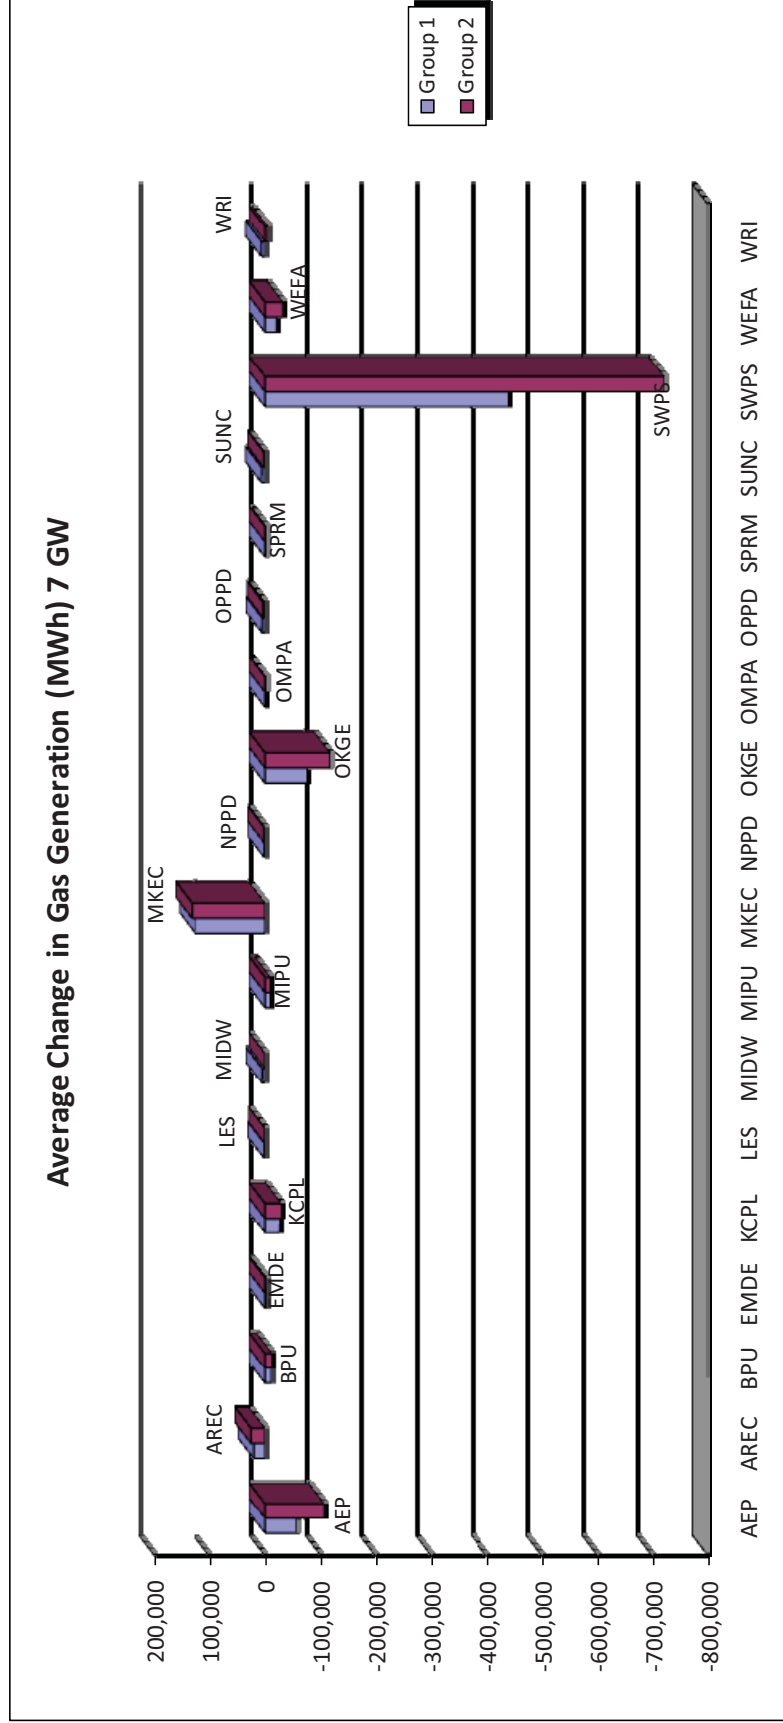 Average Change in Gas Generation (MWh) 7 GW
200,000
100,000
0
-100,000
-200,000
-300,000
-400,000
-500,000
-600,000
-700,000
-800,000
AEP
AREC
BPU
EMDE
KCPL
LES
MIDW
MIPU
MKEC
NPPD
OKGE
OMPA
OPPD
SPRM
SUNC
SWPS
WEFA
WRI
AEP AREC BPU EMDE KCPL LES MIDW MIPU MKEC NPPD OKGE OMPA OPPD SPRM SUNC SWPS WEFA WRI
Group 1
Group 2